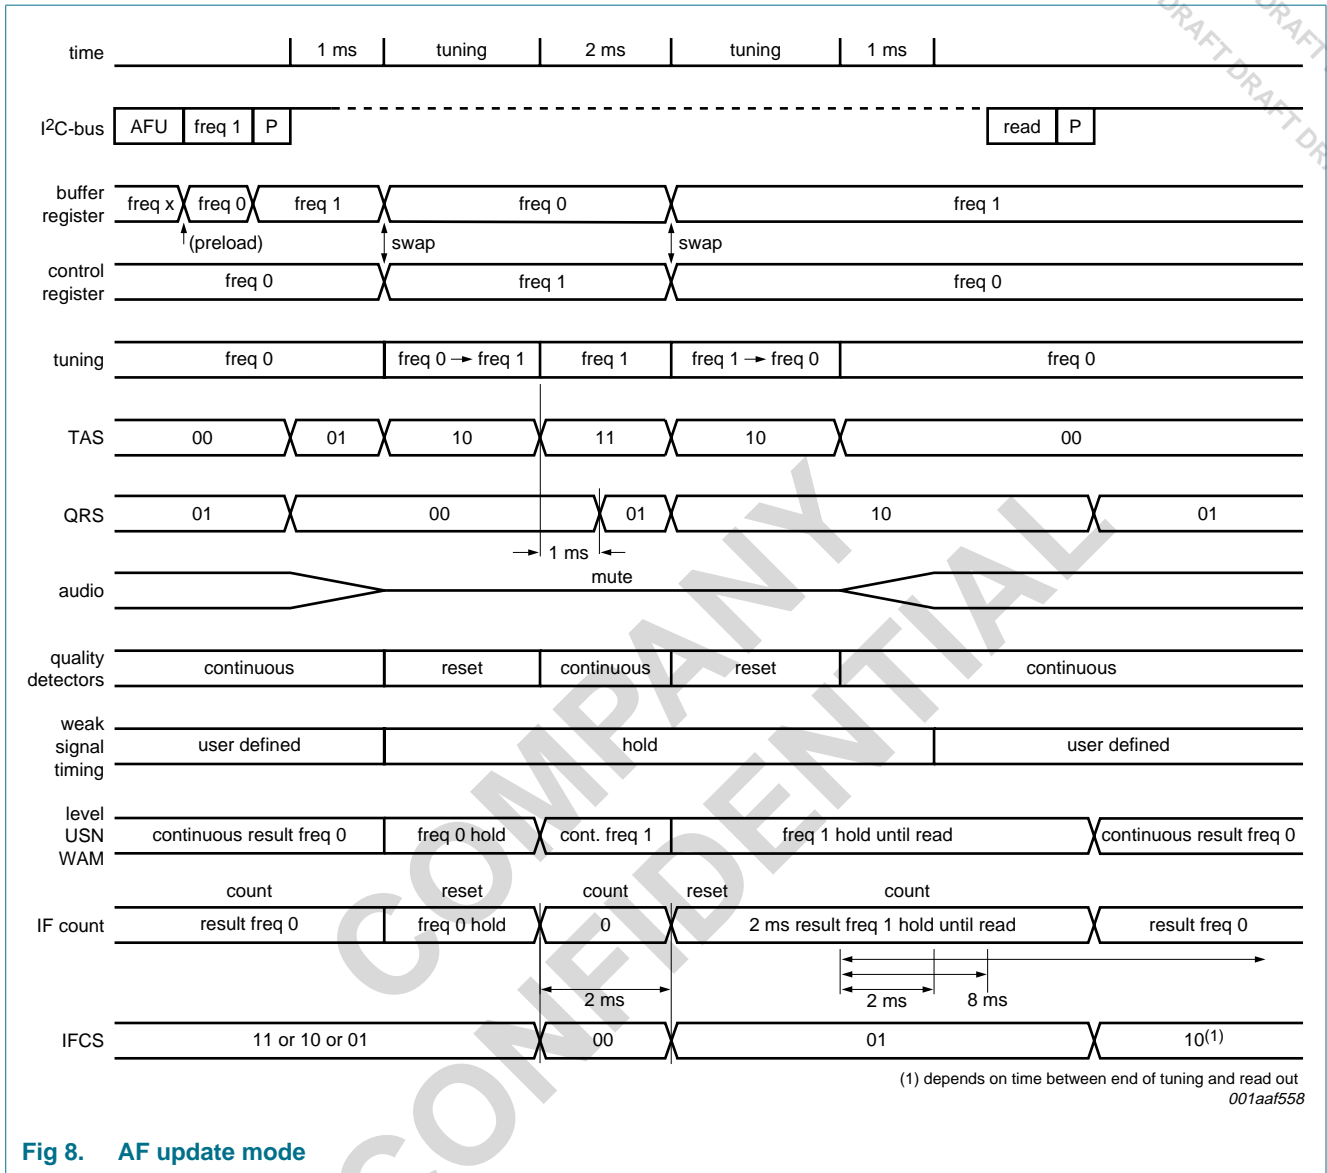 DRAFT DRAFT DRAFT DRAFT
time 1 ms tuning 2 ms tuning 1 ms
I2C-bus AFU freq 1 P read P
buffer register freq x freq 0 freq 1 freq 0 freq 1
(preload) swap swap
control register freq 0 freq 1 freq 0
tuning freq 0 freq 0 → freq 1 freq 1 freq 1 → freq 0 freq 0
TAS 00 01 10 11 10 00
QRS 01 00 01 10 01
1 ms
audio mute
quality detectors continuous reset continuous reset continuous
weak signal timing user defined hold user defined
level USN WAM continuous result freq 0 freq 0 hold cont. freq 1 freq 1 hold until read continuous result freq 0
count reset count reset count
IF count result freq 0 freq 0 hold 0 2 ms result freq 1 hold until read result freq 0
2 ms 2 ms 8 ms
IFCS 11 or 10 or 01 00 01 10(1)
(1) depends on time between end of tuning and read out
001aaf558
Fig 8. AF update mode
COMPANY
CONFIDENTIAL